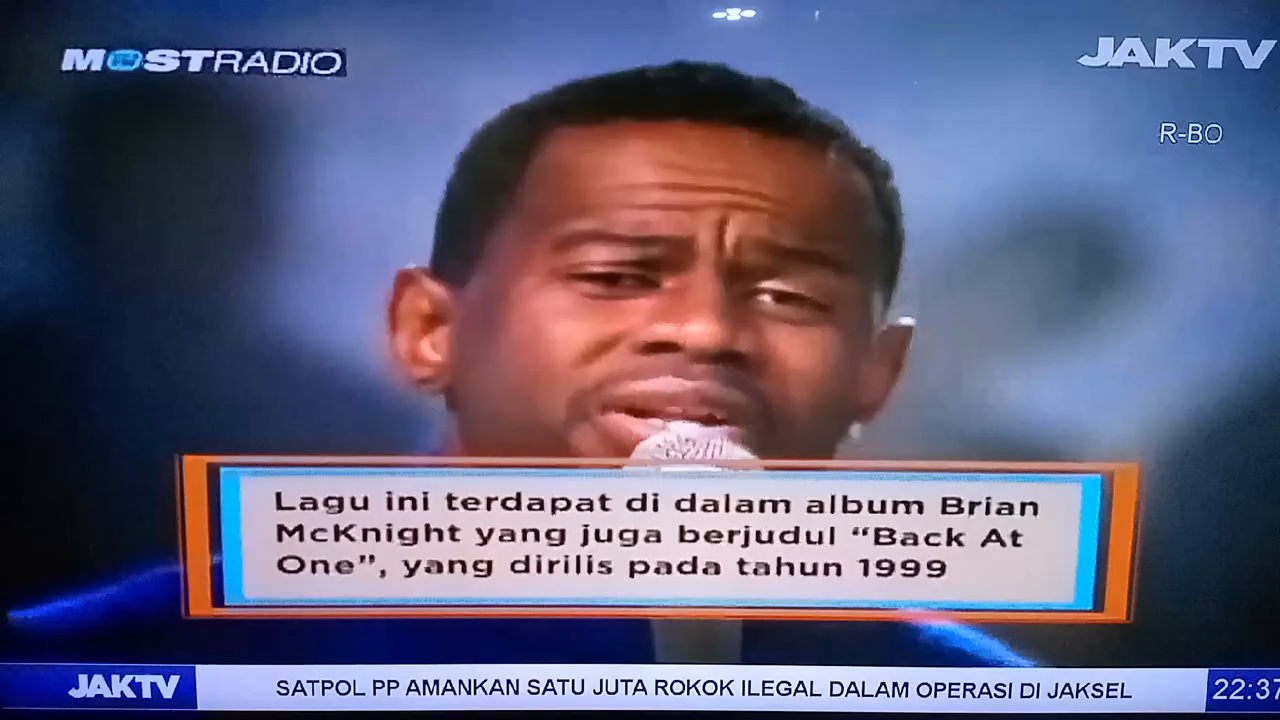 MOSTRADIO
JAKTV
R-BO
Lagu ini terdapat di dalam album Brian
McKnight yang juga berjudul “Back At
One”, yang dirilis pada tahun 1999
JAKTV
SATPOL PP AMANKAN SATU JUTA ROKOK ILEGAL DALAM OPERASI DI JAKSEL
22:37